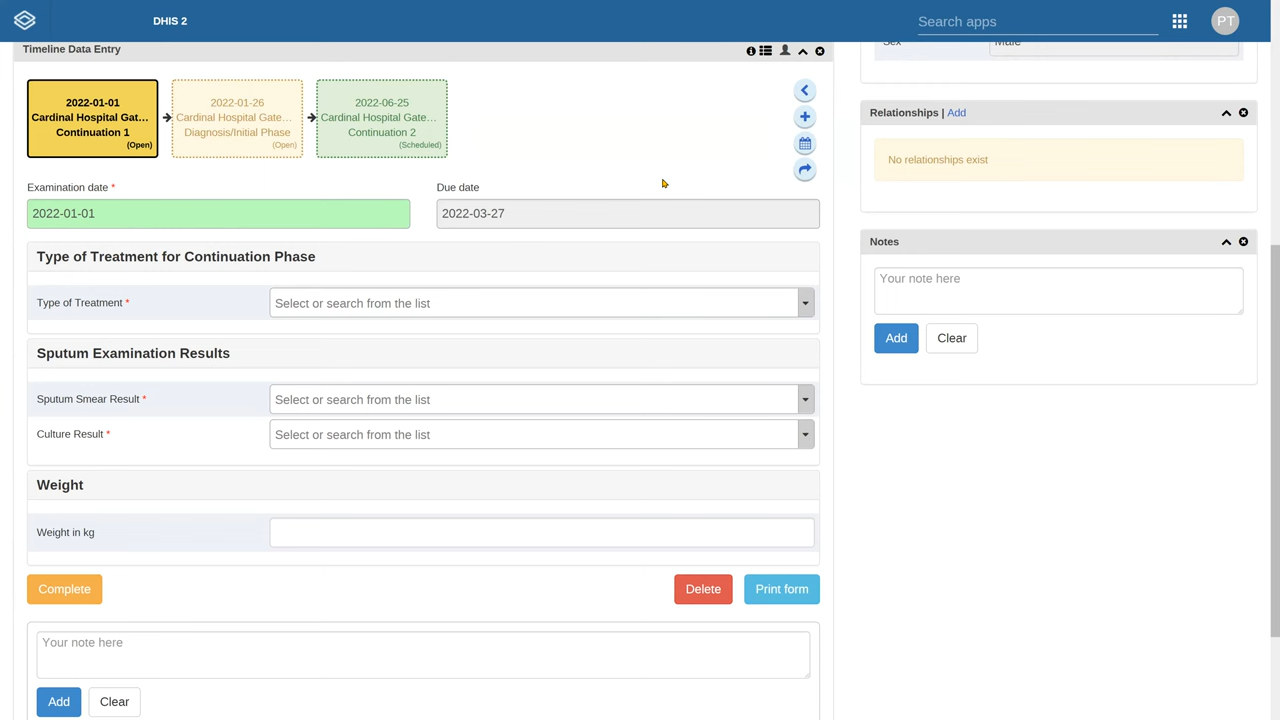 DHIS 2
Search apps
PT
Timeline Data Entry
2022-01-01
Cardinal Hospital Gat...
Continuation 1
(Open)
2022-01-26
Cardinal Hospital Gate...
Diagnosis/Initial Phase
(Open)
2022-06-25
Cardinal Hospital Gate...
Continuation 2
(Scheduled)
Examination date *
2022-01-01
Due date
2022-03-27
Type of Treatment for Continuation Phase
Type of Treatment * Select or search from the list
Sputum Examination Results
Sputum Smear Result * Select or search from the list
Culture Result * Select or search from the list
Weight
Weight in kg
Complete
Delete
Print form
Your note here
Add
Clear
Sex Male
Relationships | Add
No relationships exist
Notes
Your note here
Add
Clear